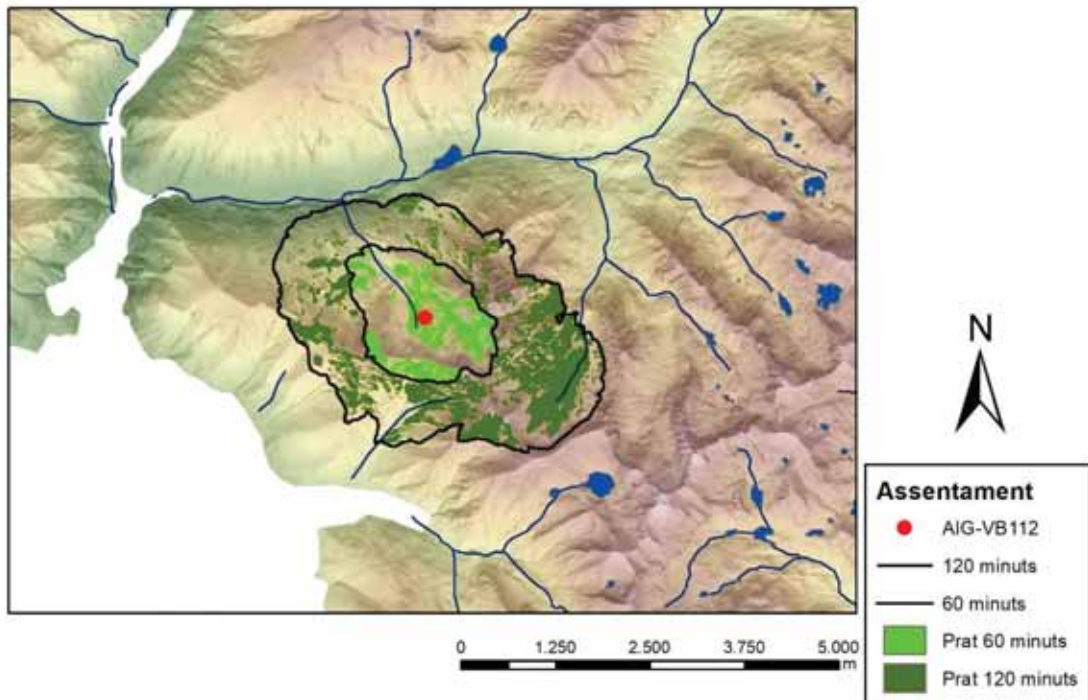 N
Assentament
AIG-VB112
120 minuts
60 minuts
Prat 60 minuts
Prat 120 minuts
0 1.250 2.500 3.750 5.000
m